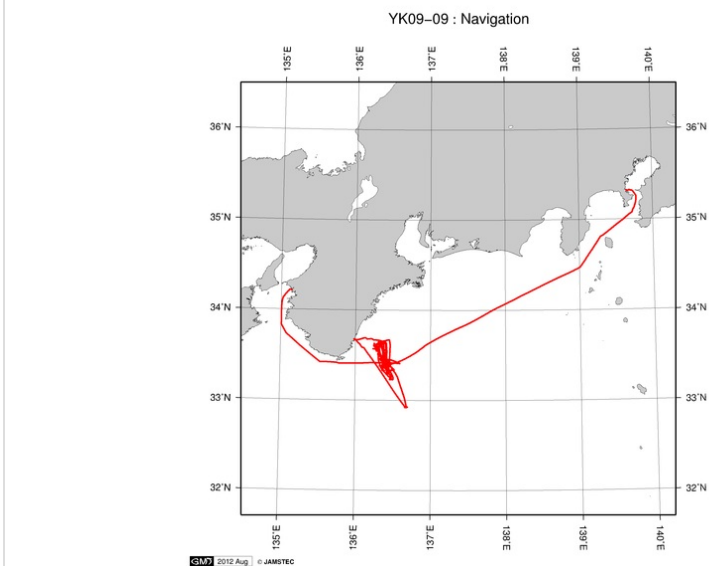 YK09−09 : Navigation
135˚E 136˚E 137˚E 138˚E 139˚E 140˚E
36˚N 36˚N
35˚N 35˚N
34˚N 34˚N
33˚N 33˚N
32˚N 32˚N
135˚E 136˚E 137˚E 138˚E 139˚E 140˚E
GMD 2012 Aug © JAMSTEC